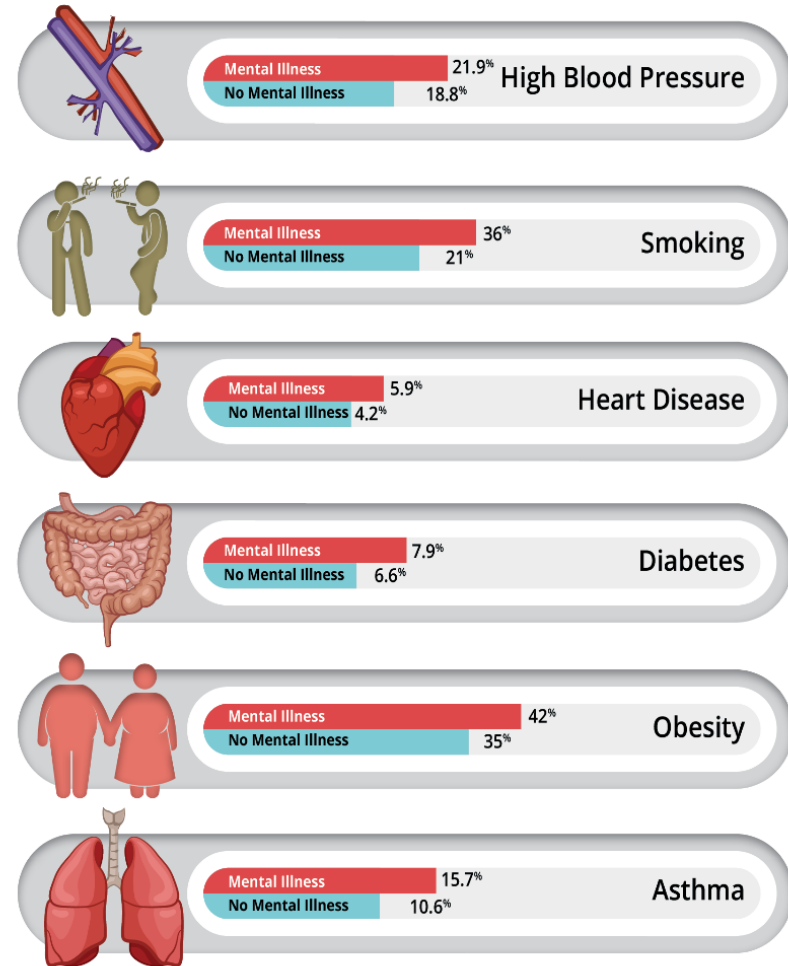 Mental Illness 21.9%
No Mental Illness 18.8%
High Blood Pressure
Mental Illness 36%
No Mental Illness 21%
Smoking
Mental Illness 5.9%
No Mental Illness 4.2%
Heart Disease
Mental Illness 7.9%
No Mental Illness 6.6%
Diabetes
Mental Illness 42%
No Mental Illness 35%
Obesity
Mental Illness 15.7%
No Mental Illness 10.6%
Asthma